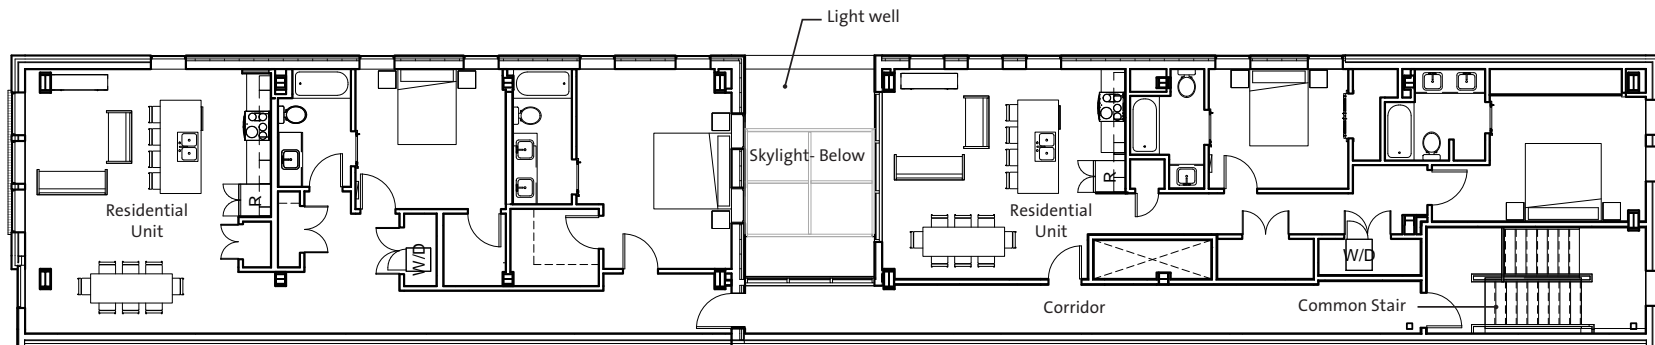 Light well
Skylight- Below
Residential
Unit
R
W/D
Residential
Unit
R
W/D
Corridor
Common Stair